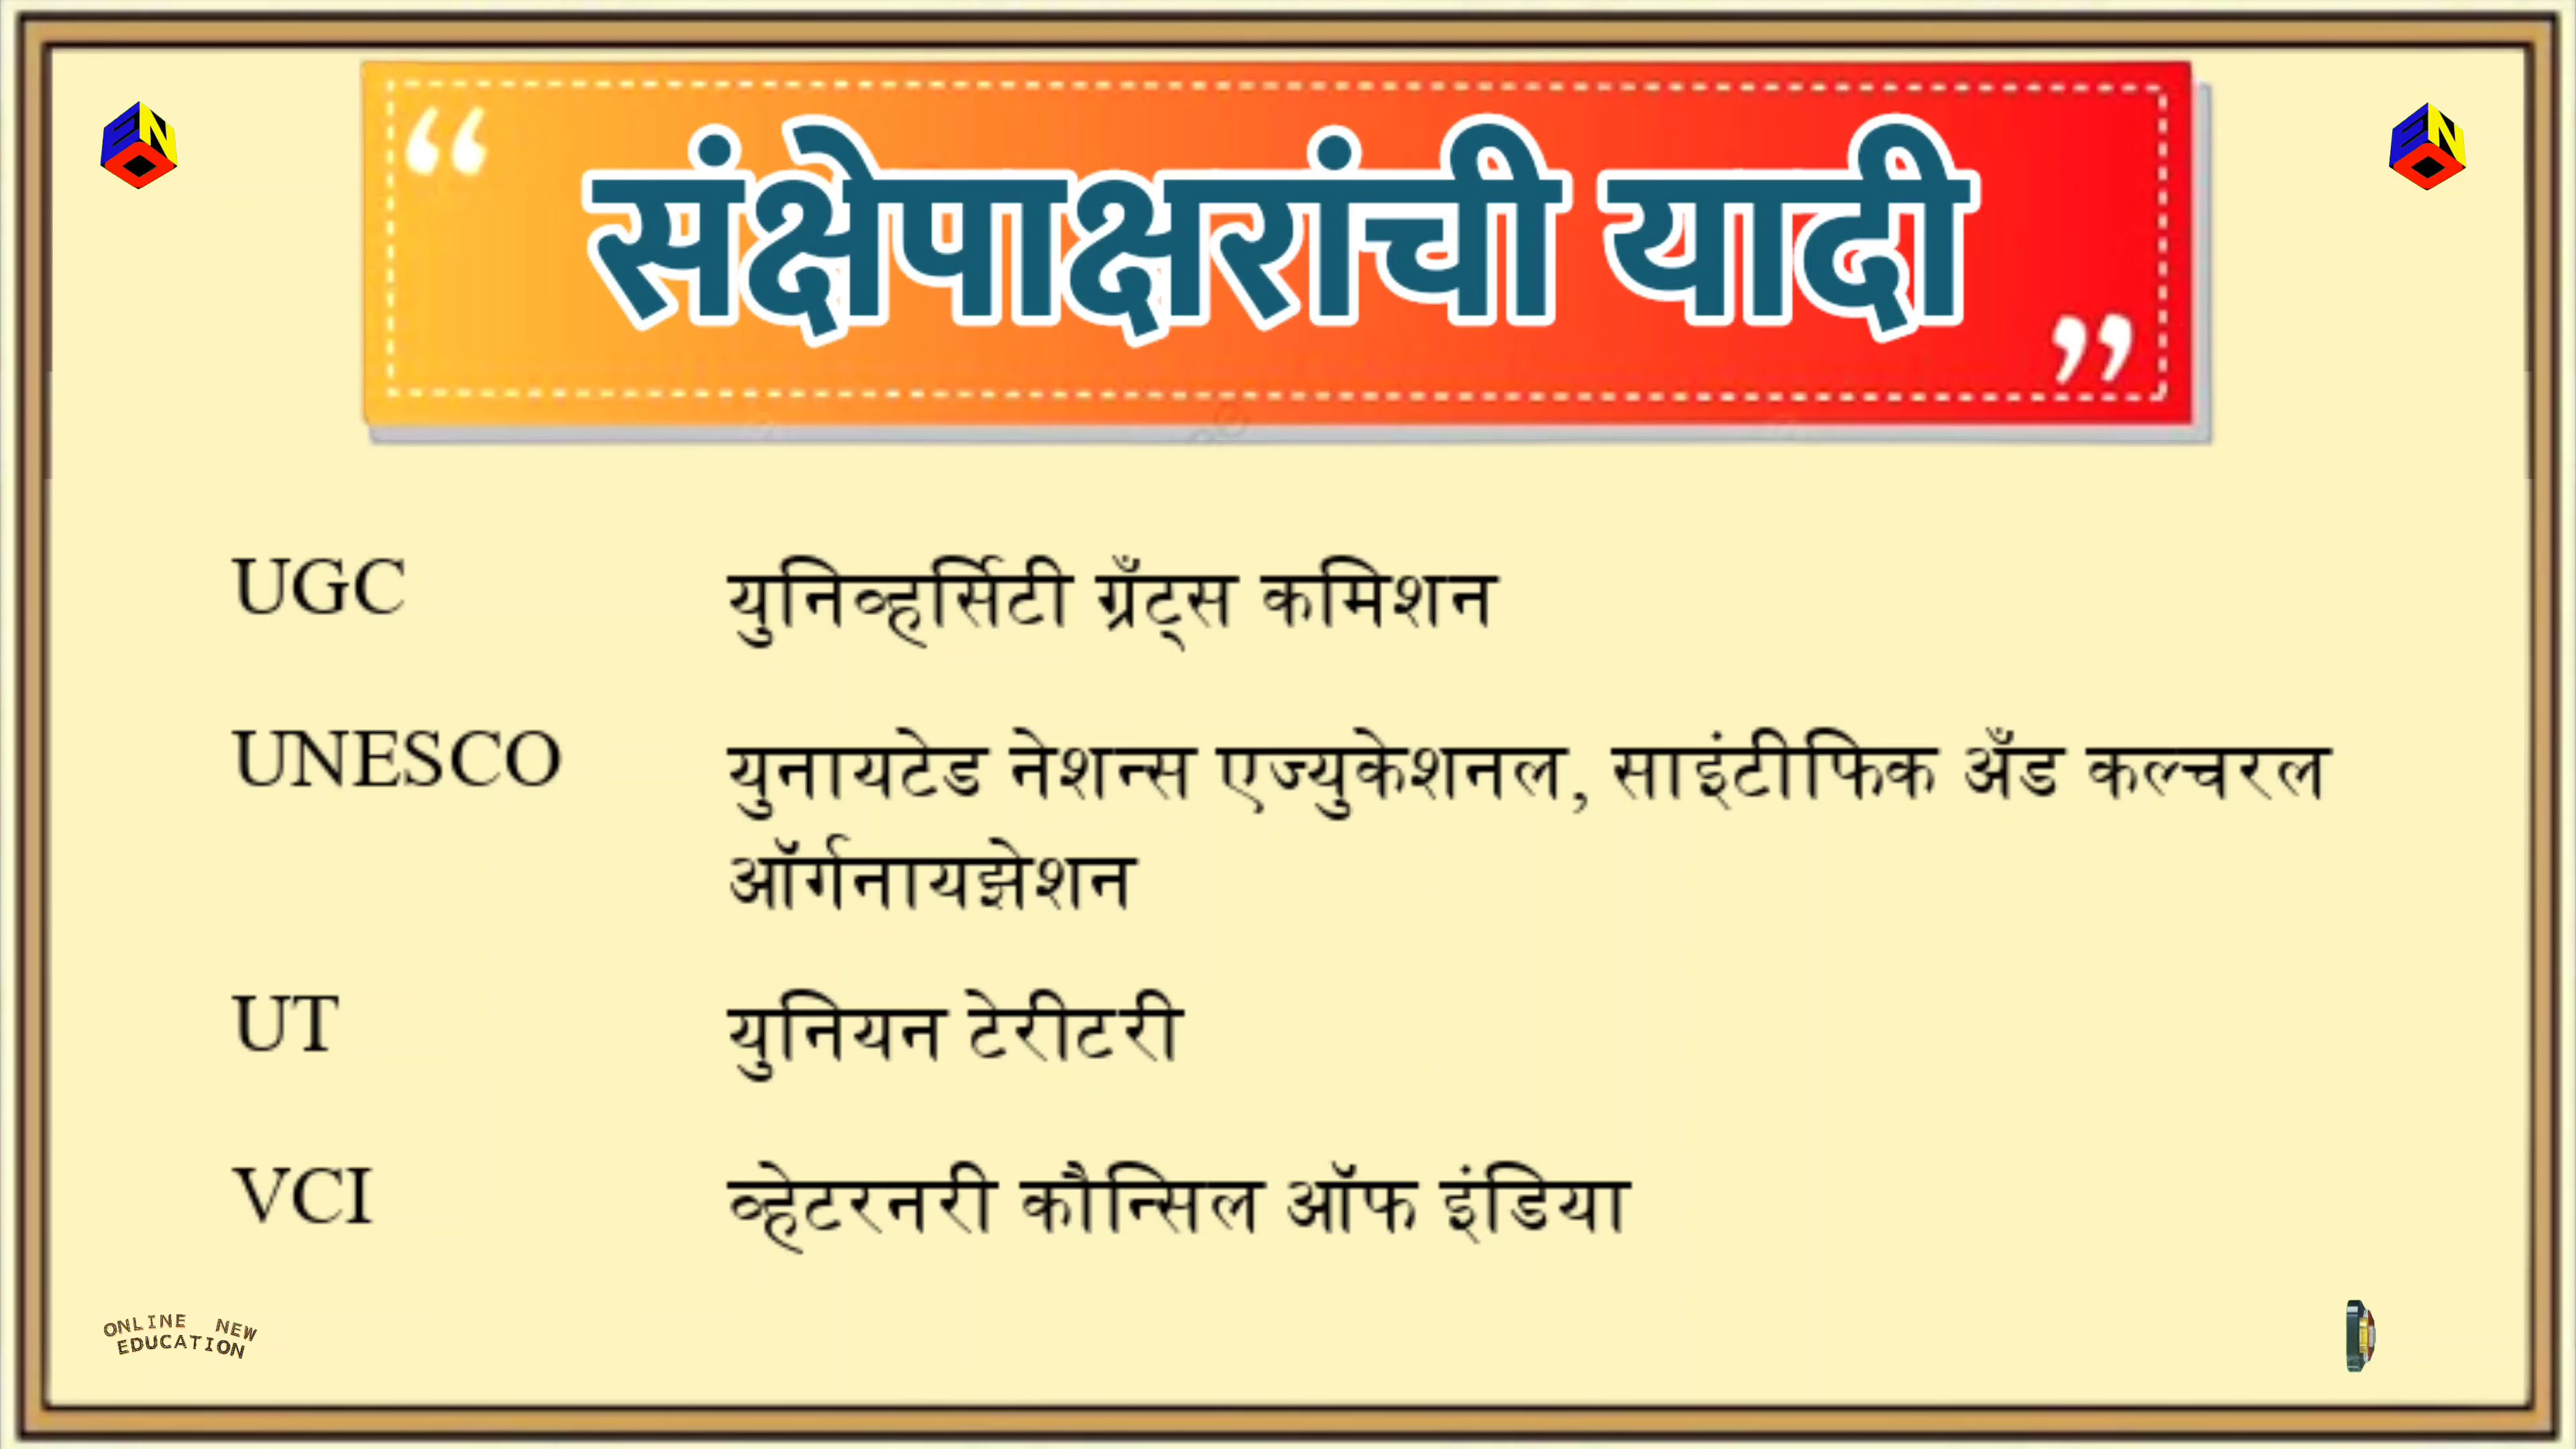 “ संक्षेपाक्षरांची यादी ”
UGC युनिव्हर्सिटी ग्रँट्स कमिशन
UNESCO युनायटेड नेशन्स एज्युकेशनल, साइंटीफिक अँड कल्चरल
ऑर्गनायझेशन
UT युनियन टेरीटरी
VCI व्हेटरनरी कौन्सिल ऑफ इंडिया
ONLINE NEW
EDUCATION